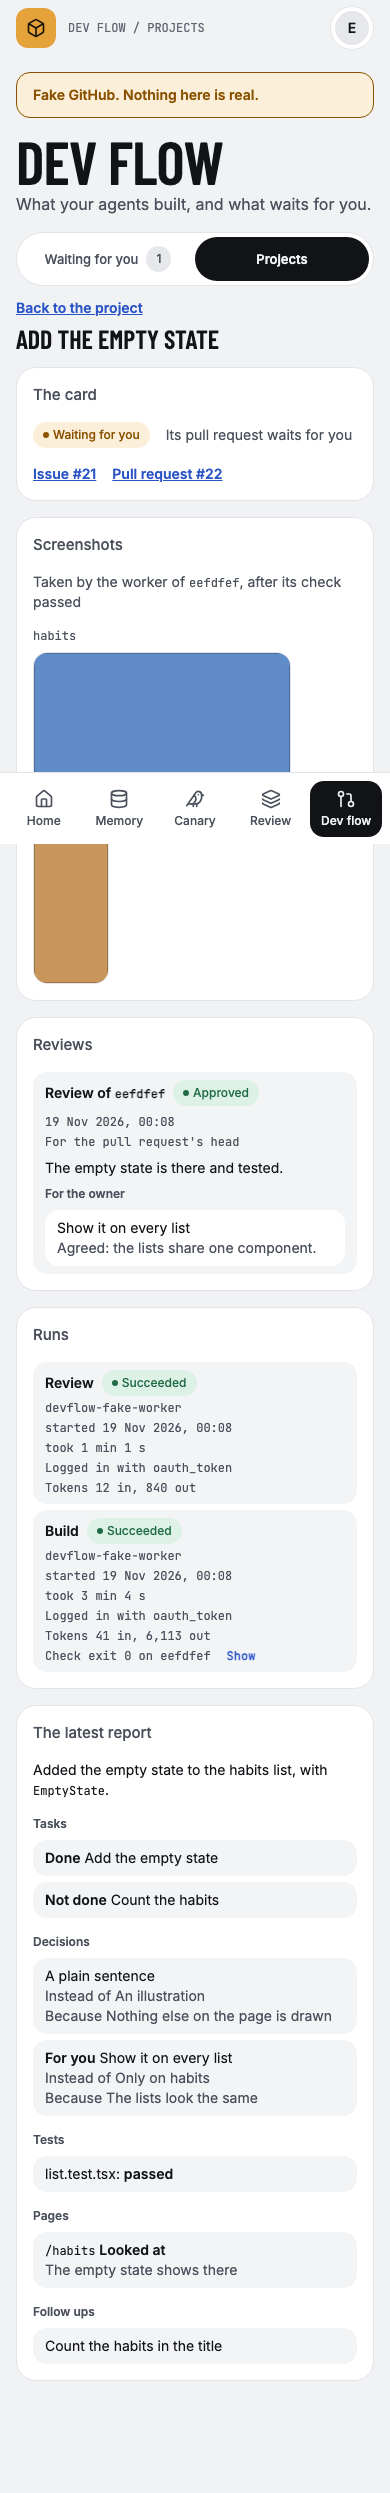 DEV FLOW / PROJECTS
E
Fake GitHub. Nothing here is real.
DEV FLOW
What your agents built, and what waits for you.
Waiting for you 1
Projects
Back to the project
ADD THE EMPTY STATE
The card
Waiting for you Its pull request waits for you
Issue #21 Pull request #22
Screenshots
Taken by the worker of eefdfef, after its check
passed
habits
Home Memory Canary Review Dev flow
Reviews
Review of eefdfef Approved
19 Nov 2026, 00:08
For the pull request's head
The empty state is there and tested.
For the owner
Show it on every list
Agreed: the lists share one component.
Runs
Review Succeeded
devflow-fake-worker
started 19 Nov 2026, 00:08
took 1 min 1 s
Logged in with oauth_token
Tokens 12 in, 840 out
Build Succeeded
devflow-fake-worker
started 19 Nov 2026, 00:08
took 3 min 4 s
Logged in with oauth_token
Tokens 41 in, 6,113 out
Check exit 0 on eefdfef Show
The latest report
Added the empty state to the habits list, with
EmptyState.
Tasks
Done Add the empty state
Not done Count the habits
Decisions
A plain sentence
Instead of An illustration
Because Nothing else on the page is drawn
For you Show it on every list
Instead of Only on habits
Because The lists look the same
Tests
list.test.tsx: passed
Pages
/habits Looked at
The empty state shows there
Follow ups
Count the habits in the title